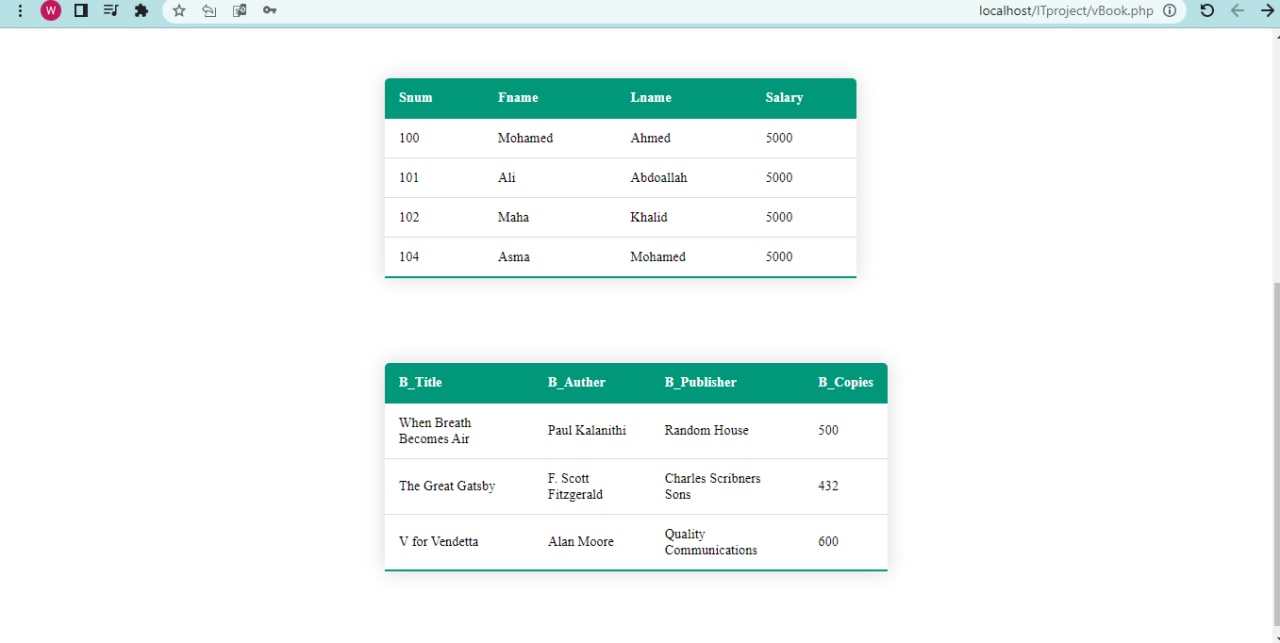 W
localhost/ITproject/vBook.php
Snum Fname Lname Salary
100 Mohamed Ahmed 5000
101 Ali Abdoallah 5000
102 Maha Khalid 5000
104 Asma Mohamed 5000
B_Title B_Auther B_Publisher B_Copies
When Breath
Becomes Air
Paul Kalanithi Random House 500
The Great Gatsby
F. Scott
Fitzgerald
Charles Scribners
Sons
432
V for Vendetta Alan Moore
Quality
Communications
600